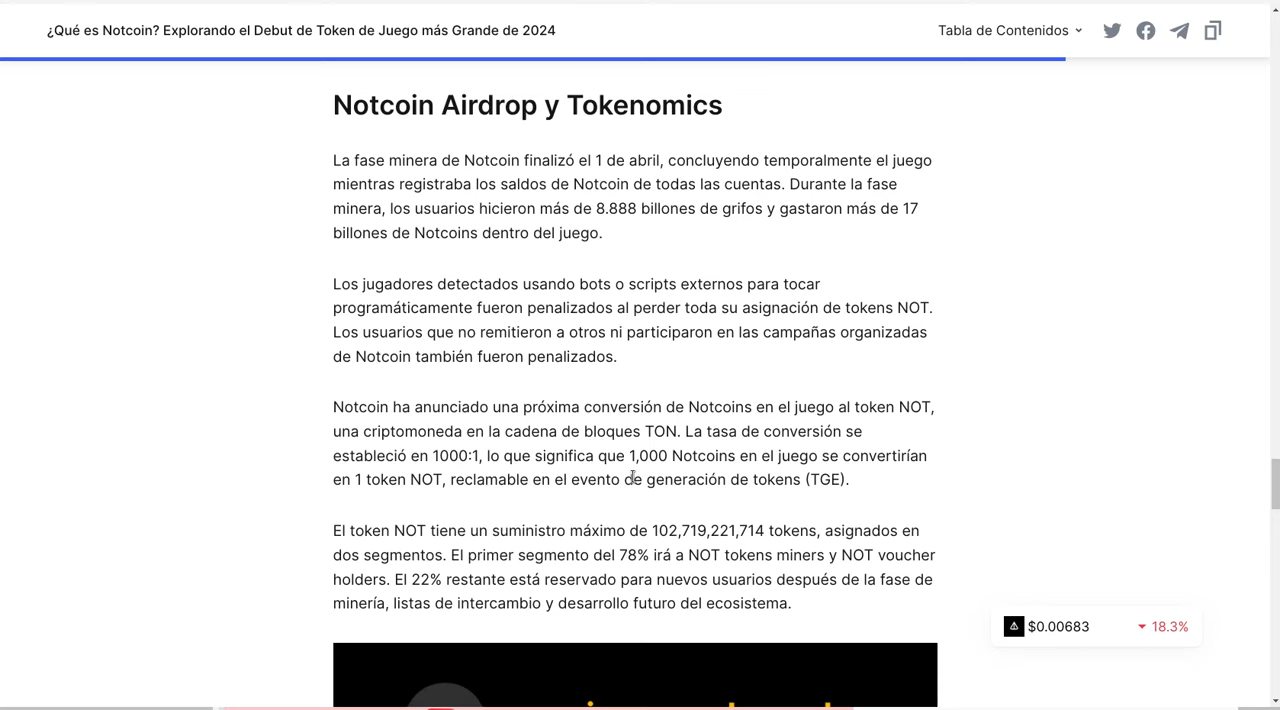 ¿Qué es Notcoin? Explorando el Debut de Token de Juego más Grande de 2024
Tabla de Contenidos
Notcoin Airdrop y Tokenomics
La fase minera de Notcoin finalizó el 1 de abril, concluyendo temporalmente el juego
mientras registraba los saldos de Notcoin de todas las cuentas. Durante la fase
minera, los usuarios hicieron más de 8.888 billones de grifos y gastaron más de 17
billones de Notcoins dentro del juego.
Los jugadores detectados usando bots o scripts externos para tocar
programáticamente fueron penalizados al perder toda su asignación de tokens NOT.
Los usuarios que no remitieron a otros ni participaron en las campañas organizadas
de Notcoin también fueron penalizados.
Notcoin ha anunciado una próxima conversión de Notcoins en el juego al token NOT,
una criptomoneda en la cadena de bloques TON. La tasa de conversión se
estableció en 1000:1, lo que significa que 1,000 Notcoins en el juego se convertirían
en 1 token NOT, reclamable en el evento de generación de tokens (TGE).
El token NOT tiene un suministro máximo de 102,719,221,714 tokens, asignados en
dos segmentos. El primer segmento del 78% irá a NOT tokens miners y NOT voucher
holders. El 22% restante está reservado para nuevos usuarios después de la fase de
minería, listas de intercambio y desarrollo futuro del ecosistema.
$0.00683 18.3%